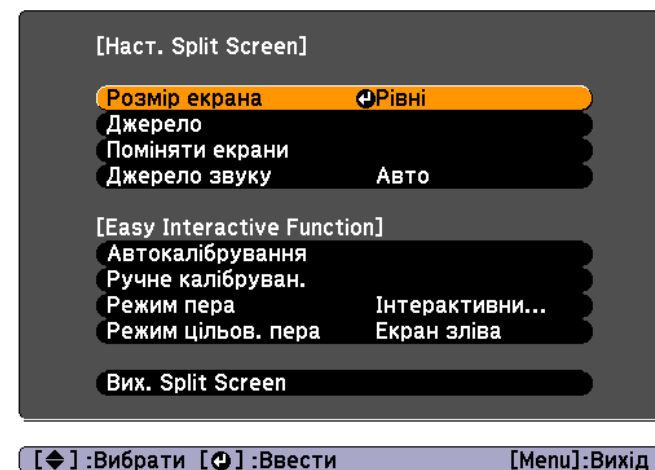 [Наст. Split Screen]
Розмір екрана Рівні
Джерело
Поміняти екрани
Джерело звуку Авто
[Easy Interactive Function]
Автокалібрування
Ручне калібруван.
Режим пера Інтерактивни...
Режим цільов. пера Екран зліва
Вих. Split Screen
[ ] :Вибрати [ ] :Ввести [Menu]:Вихід